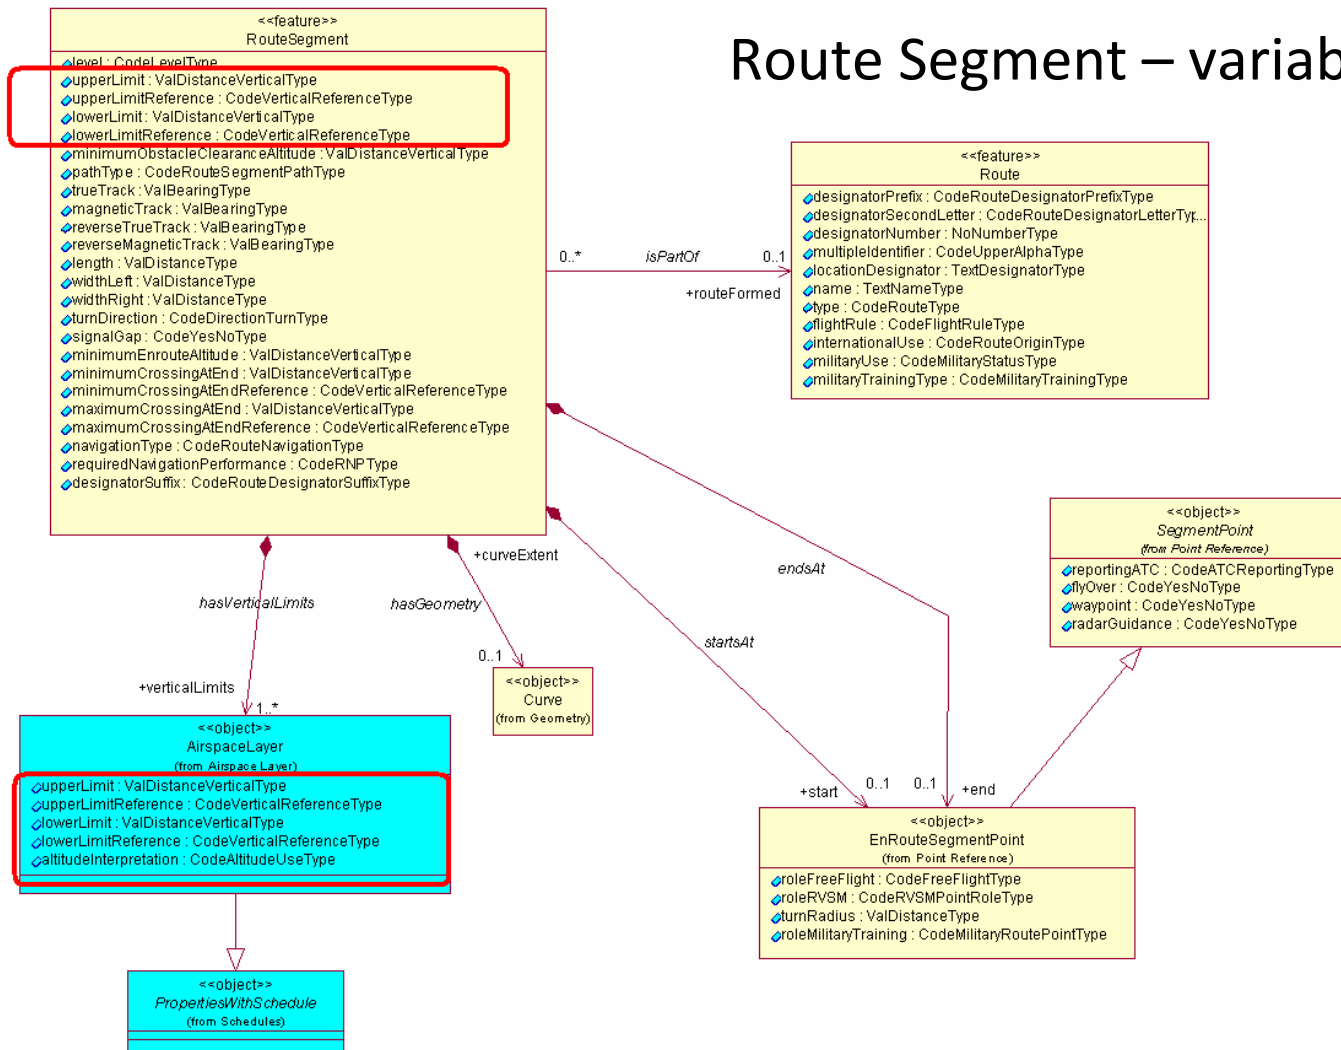 Route Segment – variab
<<feature>>
RouteSegment
level : CodeLevelType
upperLimit : ValDistanceVerticalType
upperLimitReference : CodeVerticalReferenceType
lowerLimit : ValDistanceVerticalType
lowerLimitReference : CodeVerticalReferenceType
minimumObstacleClearanceAltitude : ValDistanceVerticalType
pathType : CodeRouteSegmentPathType
trueTrack : ValBearingType
magneticTrack : ValBearingType
reverseTrueTrack : ValBearingType
reverseMagneticTrack : ValBearingType
length : ValDistanceType
widthLeft : ValDistanceType
widthRight : ValDistanceType
turnDirection : CodeDirectionTurnType
signalGap : CodeYesNoType
minimumEnrouteAltitude : ValDistanceVerticalType
minimumCrossingAtEnd : ValDistanceVerticalType
minimumCrossingAtEndReference : CodeVerticalReferenceType
maximumCrossingAtEnd : ValDistanceVerticalType
maximumCrossingAtEndReference : CodeVerticalReferenceType
navigationType : CodeRouteNavigationType
requiredNavigationPerformance : CodeRNPType
designatorSuffix : CodeRouteDesignatorSuffixType
0..*
isPartOf
0..1
+routeFormed
<<feature>>
Route
designatorPrefix : CodeRouteDesignatorPrefixType
designatorSecondLetter : CodeRouteDesignatorLetterTyp...
designatorNumber : NoNumberType
multipleIdentifier : CodeUpperAlphaType
locationDesignator : TextDesignatorType
name : TextNameType
type : CodeRouteType
flightRule : CodeFlightRuleType
internationalUse : CodeRouteOriginType
militaryUse : CodeMilitaryStatusType
militaryTrainingType : CodeMilitaryTrainingType
<<object>>
SegmentPoint
(from Point Reference)
reportingATC : CodeATCReportingType
flyOver : CodeYesNoType
waypoint : CodeYesNoType
radarGuidance : CodeYesNoType
+curveExtent
endsAt
hasVerticalLimits
hasGeometry
startsAt
0..1
+verticalLimits
1..*
<<object>>
Curve
(from Geometry)
<<object>>
AirspaceLayer
(from Airspace Layer)
upperLimit : ValDistanceVerticalType
upperLimitReference : CodeVerticalReferenceType
lowerLimit : ValDistanceVerticalType
lowerLimitReference : CodeVerticalReferenceType
altitudeInterpretation : CodeAltitudeUseType
+start
0..1
0..1
+end
<<object>>
EnRouteSegmentPoint
(from Point Reference)
roleFreeFlight : CodeFreeFlightType
roleRVSM : CodeRVSMPointRoleType
turnRadius : ValDistanceType
roleMilitaryTraining : CodeMilitaryRoutePointType
<<object>>
PropertiesWithSchedule
(from Schedules)